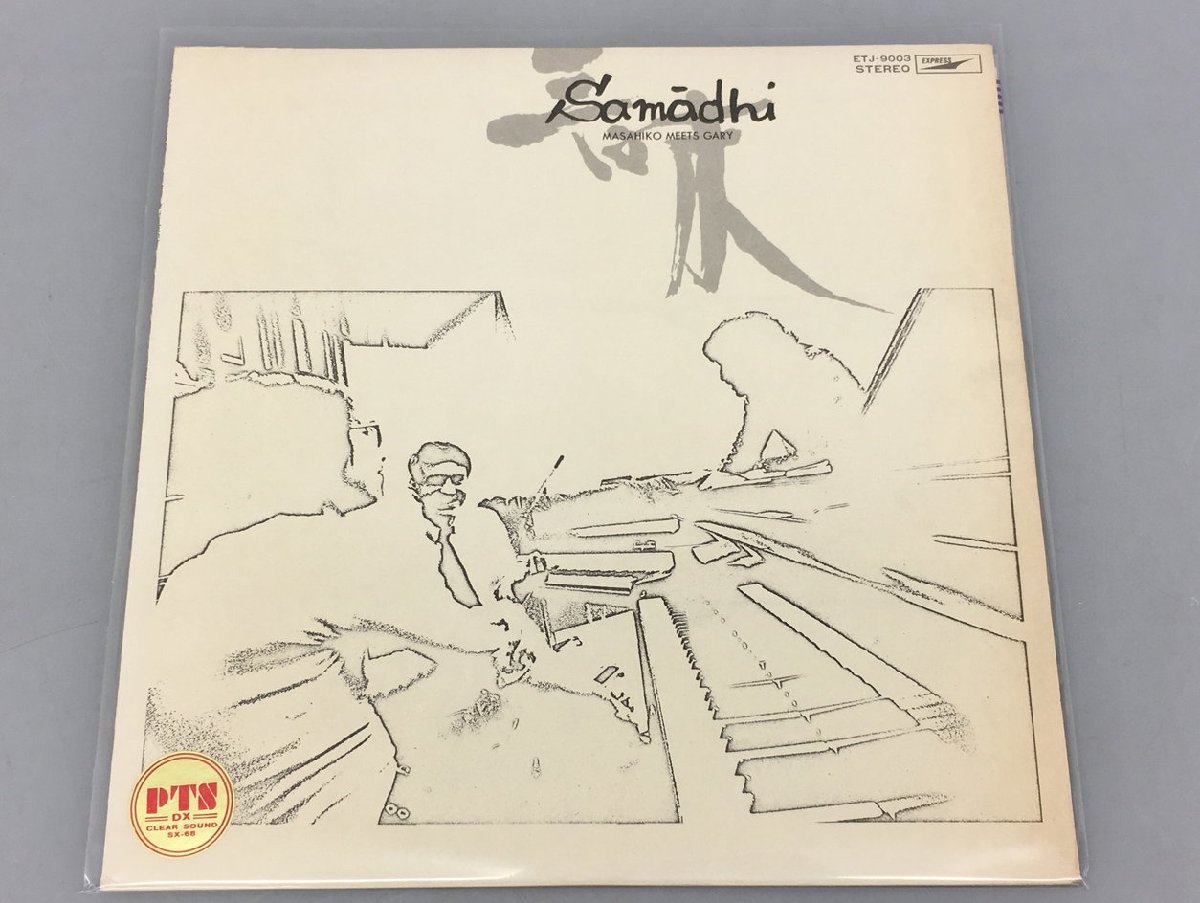 ETJ-9003
STEREO
EXPRESS
Samādhi
MASAHIKO MEETS GARY
PTS
DX
CLEAR SOUND
SX-68